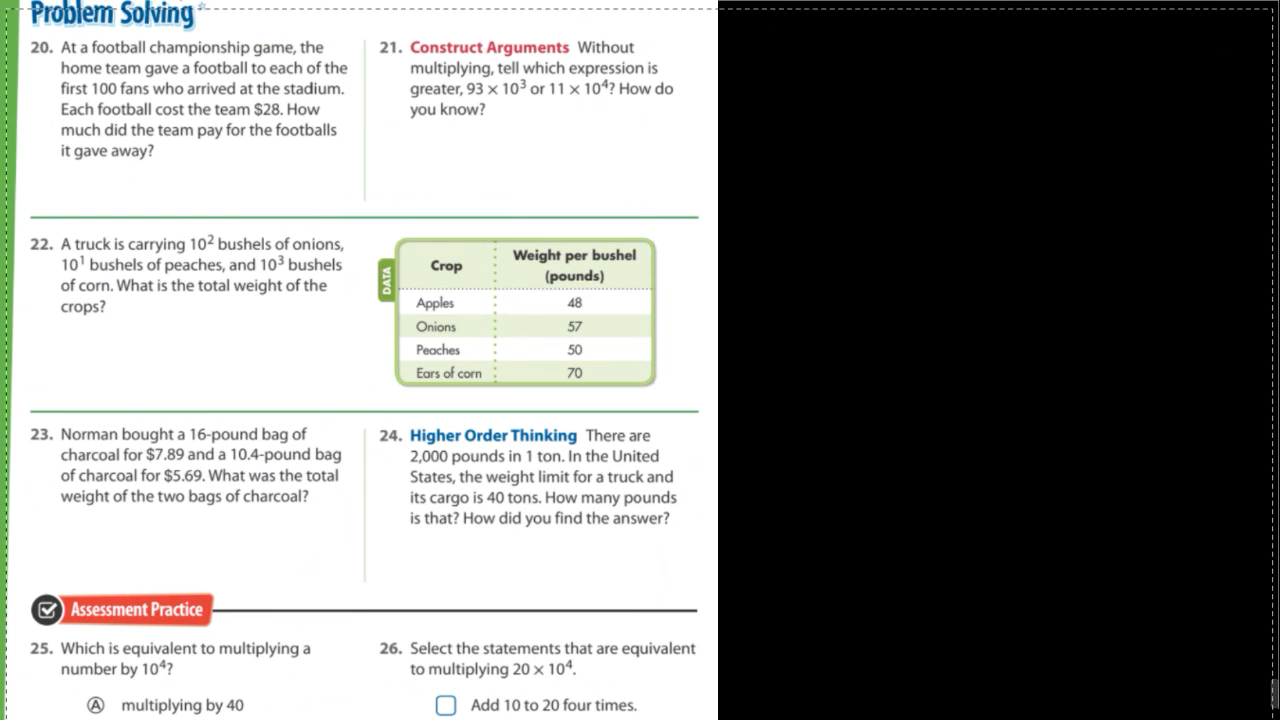 Problem Solving
20. At a football championship game, the
home team gave a football to each of the
first 100 fans who arrived at the stadium.
Each football cost the team $28. How
much did the team pay for the footballs
it gave away?
21. Construct Arguments Without
multiplying, tell which expression is
greater, 93 × 10³ or 11 × 10⁴? How do
you know?
22. A truck is carrying 10² bushels of onions,
10¹ bushels of peaches, and 10³ bushels
of corn. What is the total weight of the
crops?
DATA
Crop Weight per bushel
(pounds)
Apples 48
Onions 57
Peaches 50
Ears of corn 70
23. Norman bought a 16-pound bag of
charcoal for $7.89 and a 10.4-pound bag
of charcoal for $5.69. What was the total
weight of the two bags of charcoal?
24. Higher Order Thinking There are
2,000 pounds in 1 ton. In the United
States, the weight limit for a truck and
its cargo is 40 tons. How many pounds
is that? How did you find the answer?
Assessment Practice
25. Which is equivalent to multiplying a
number by 10⁴?
Ⓐ multiplying by 40
26. Select the statements that are equivalent
to multiplying 20 × 10⁴.
☐ Add 10 to 20 four times.